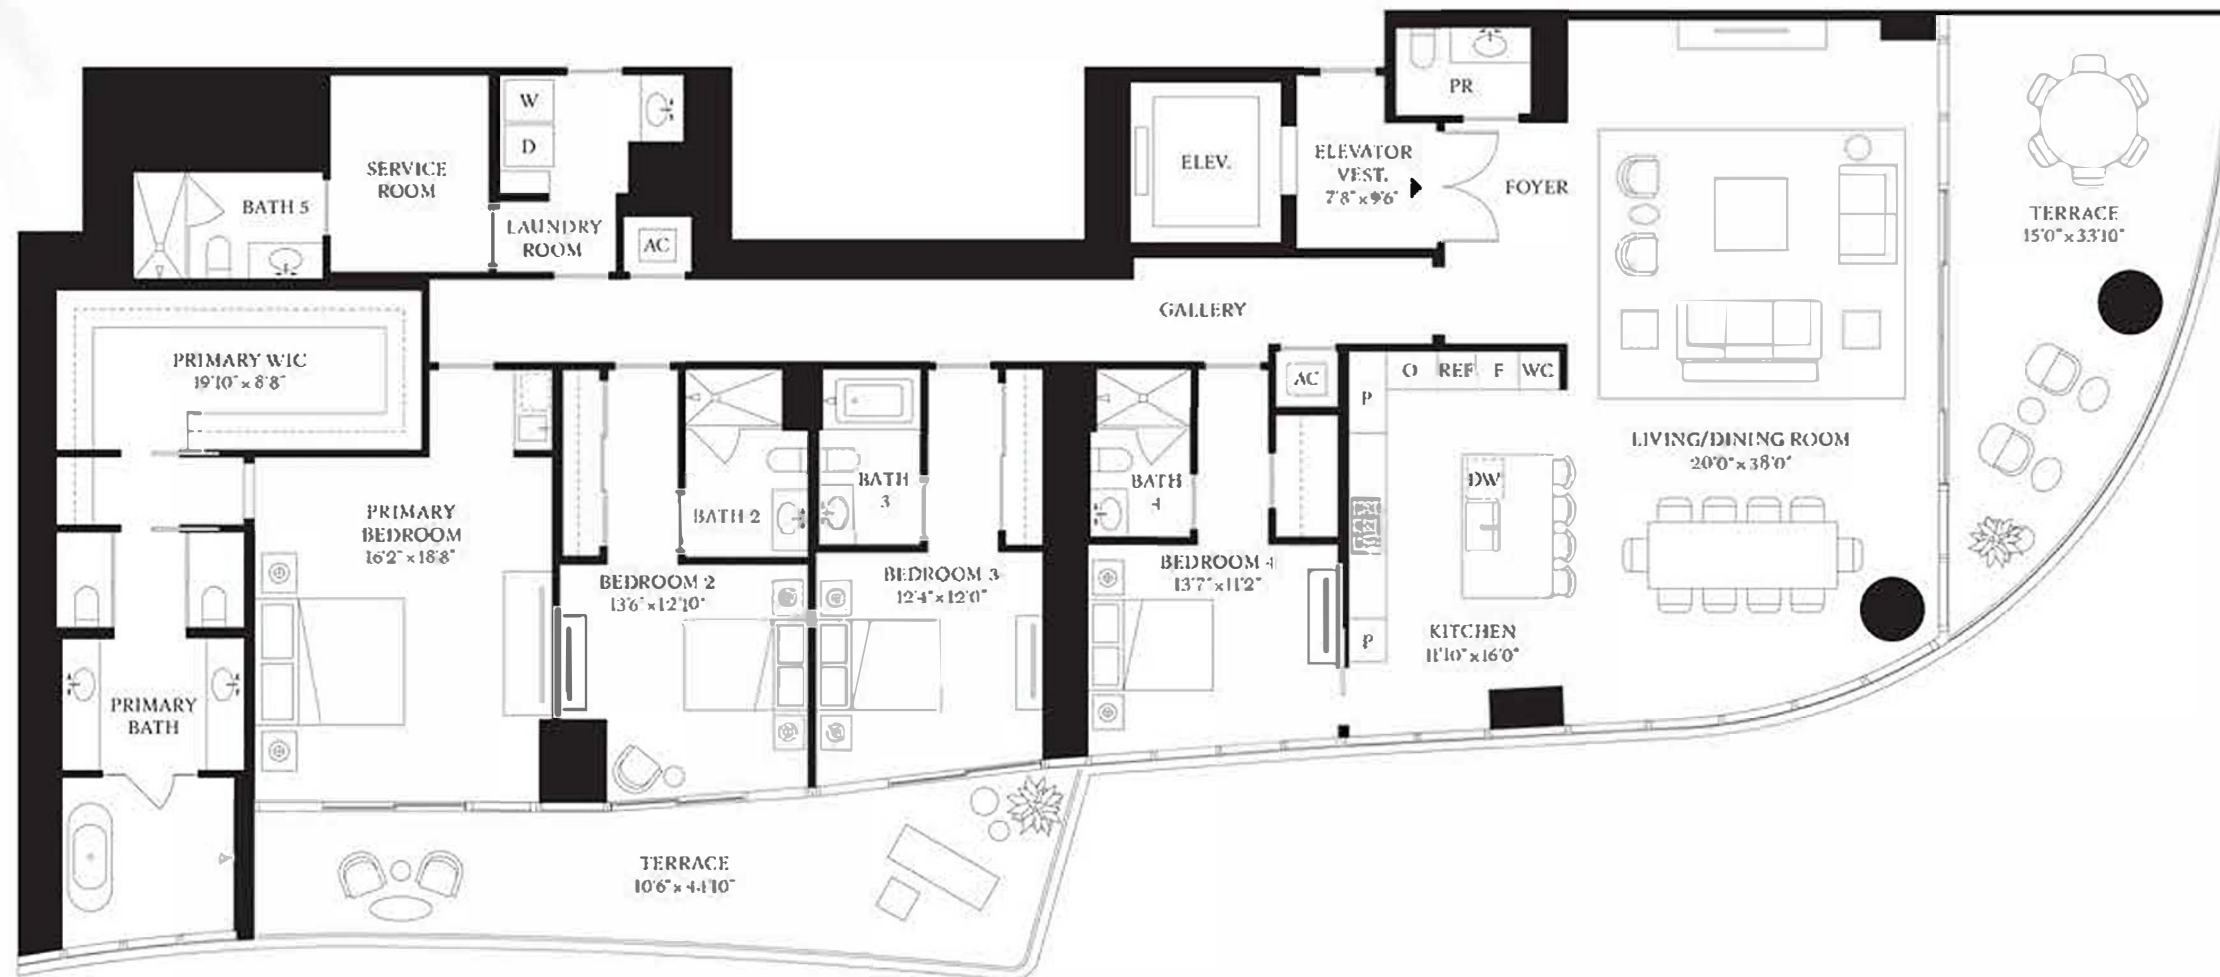 PR
W
D
SERVICE
ROOM
ELEV.
ELEVATOR
VEST.
7'8" x 9'6"
FOYER
BATH 5
LAUNDRY
ROOM
AC
TERRACE
15'0" x 33'10"
GALLERY
PRIMARY WIC
19'10" x 8'8"
AC
P
O
REF
F
WC
LIVING/DINING ROOM
20'0" x 38'0"
PRIMARY
BEDROOM
16'2" x 18'8"
BATH 2
BATH
3
BATH
4
DW
BEDROOM 2
13'6" x 12'10"
BEDROOM 3
12'4" x 12'0"
BEDROOM 4
13'7" x 11'2"
KITCHEN
11'10" x 16'0"
P
PRIMARY
BATH
TERRACE
10'6" x 44'10"